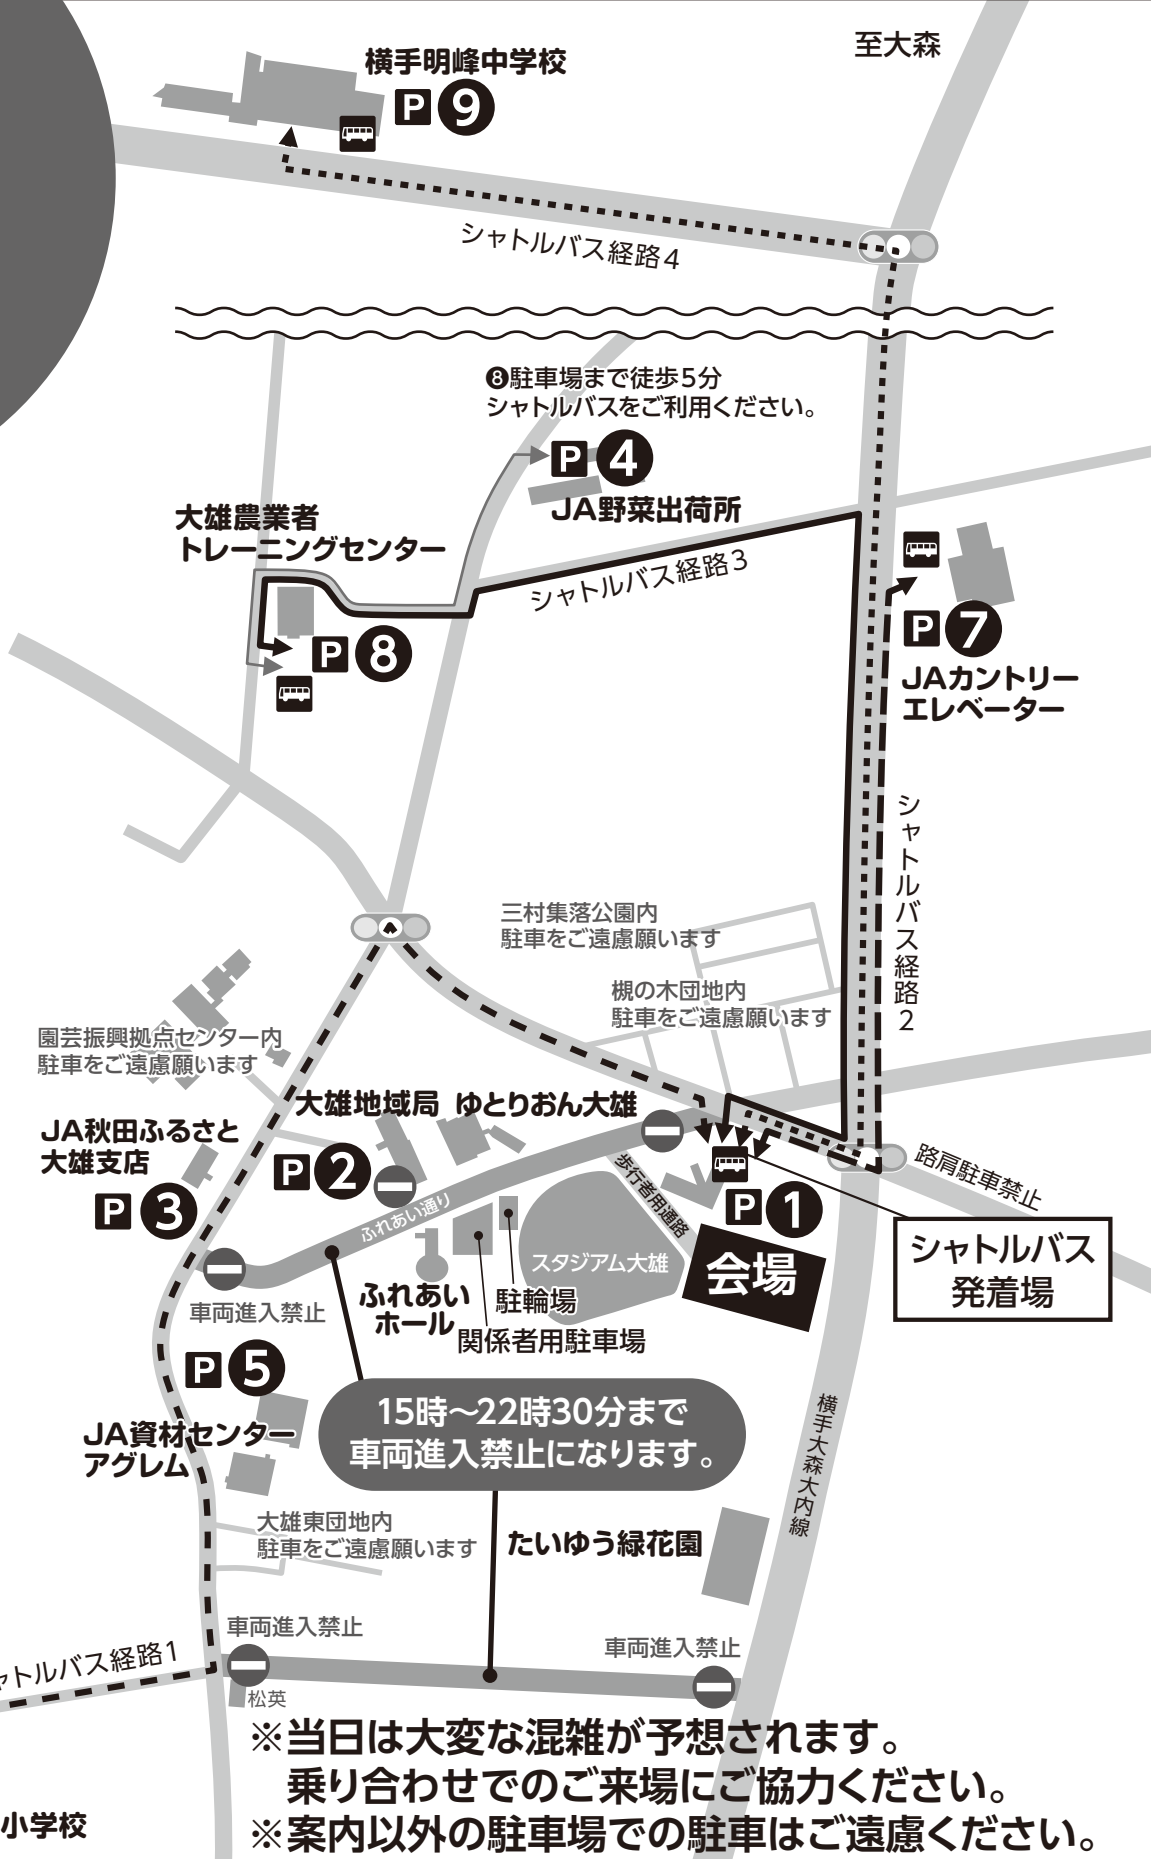 横手明峰中学校
P 9
至大森
シャトルバス経路4
❽駐車場まで徒歩5分
シャトルバスをご利用ください。
P 4
JA野菜出荷所
大雄農業者
トレーニングセンター
シャトルバス経路3
P 8
P 7
JAカントリー
エレベーター
シャトルバス経路2
三村集落公園内
駐車をご遠慮願います
槻の木団地内
駐車をご遠慮願います
園芸振興拠点センター内
駐車をご遠慮願います
大雄地域局
ゆとりおん大雄
JA秋田ふるさと
大雄支店
P 2
P 3
路肩駐車禁止
歩行者用通路
P 1
ふれあい通り
シャトルバス
発着場
会場
スタジアム大雄
車両進入禁止
ふれあい
ホール
駐輪場
関係者用駐車場
P 5
15時〜22時30分まで
車両進入禁止になります。
JA資材センター
アグレム
横手大森大内線
大雄東団地内
駐車をご遠慮願います
たいゆう緑花園
車両進入禁止
車両進入禁止
ャトルバス経路1
松英
※当日は大変な混雑が予想されます。
乗り合わせでのご来場にご協力ください。
小学校
※案内以外の駐車場での駐車はご遠慮ください。